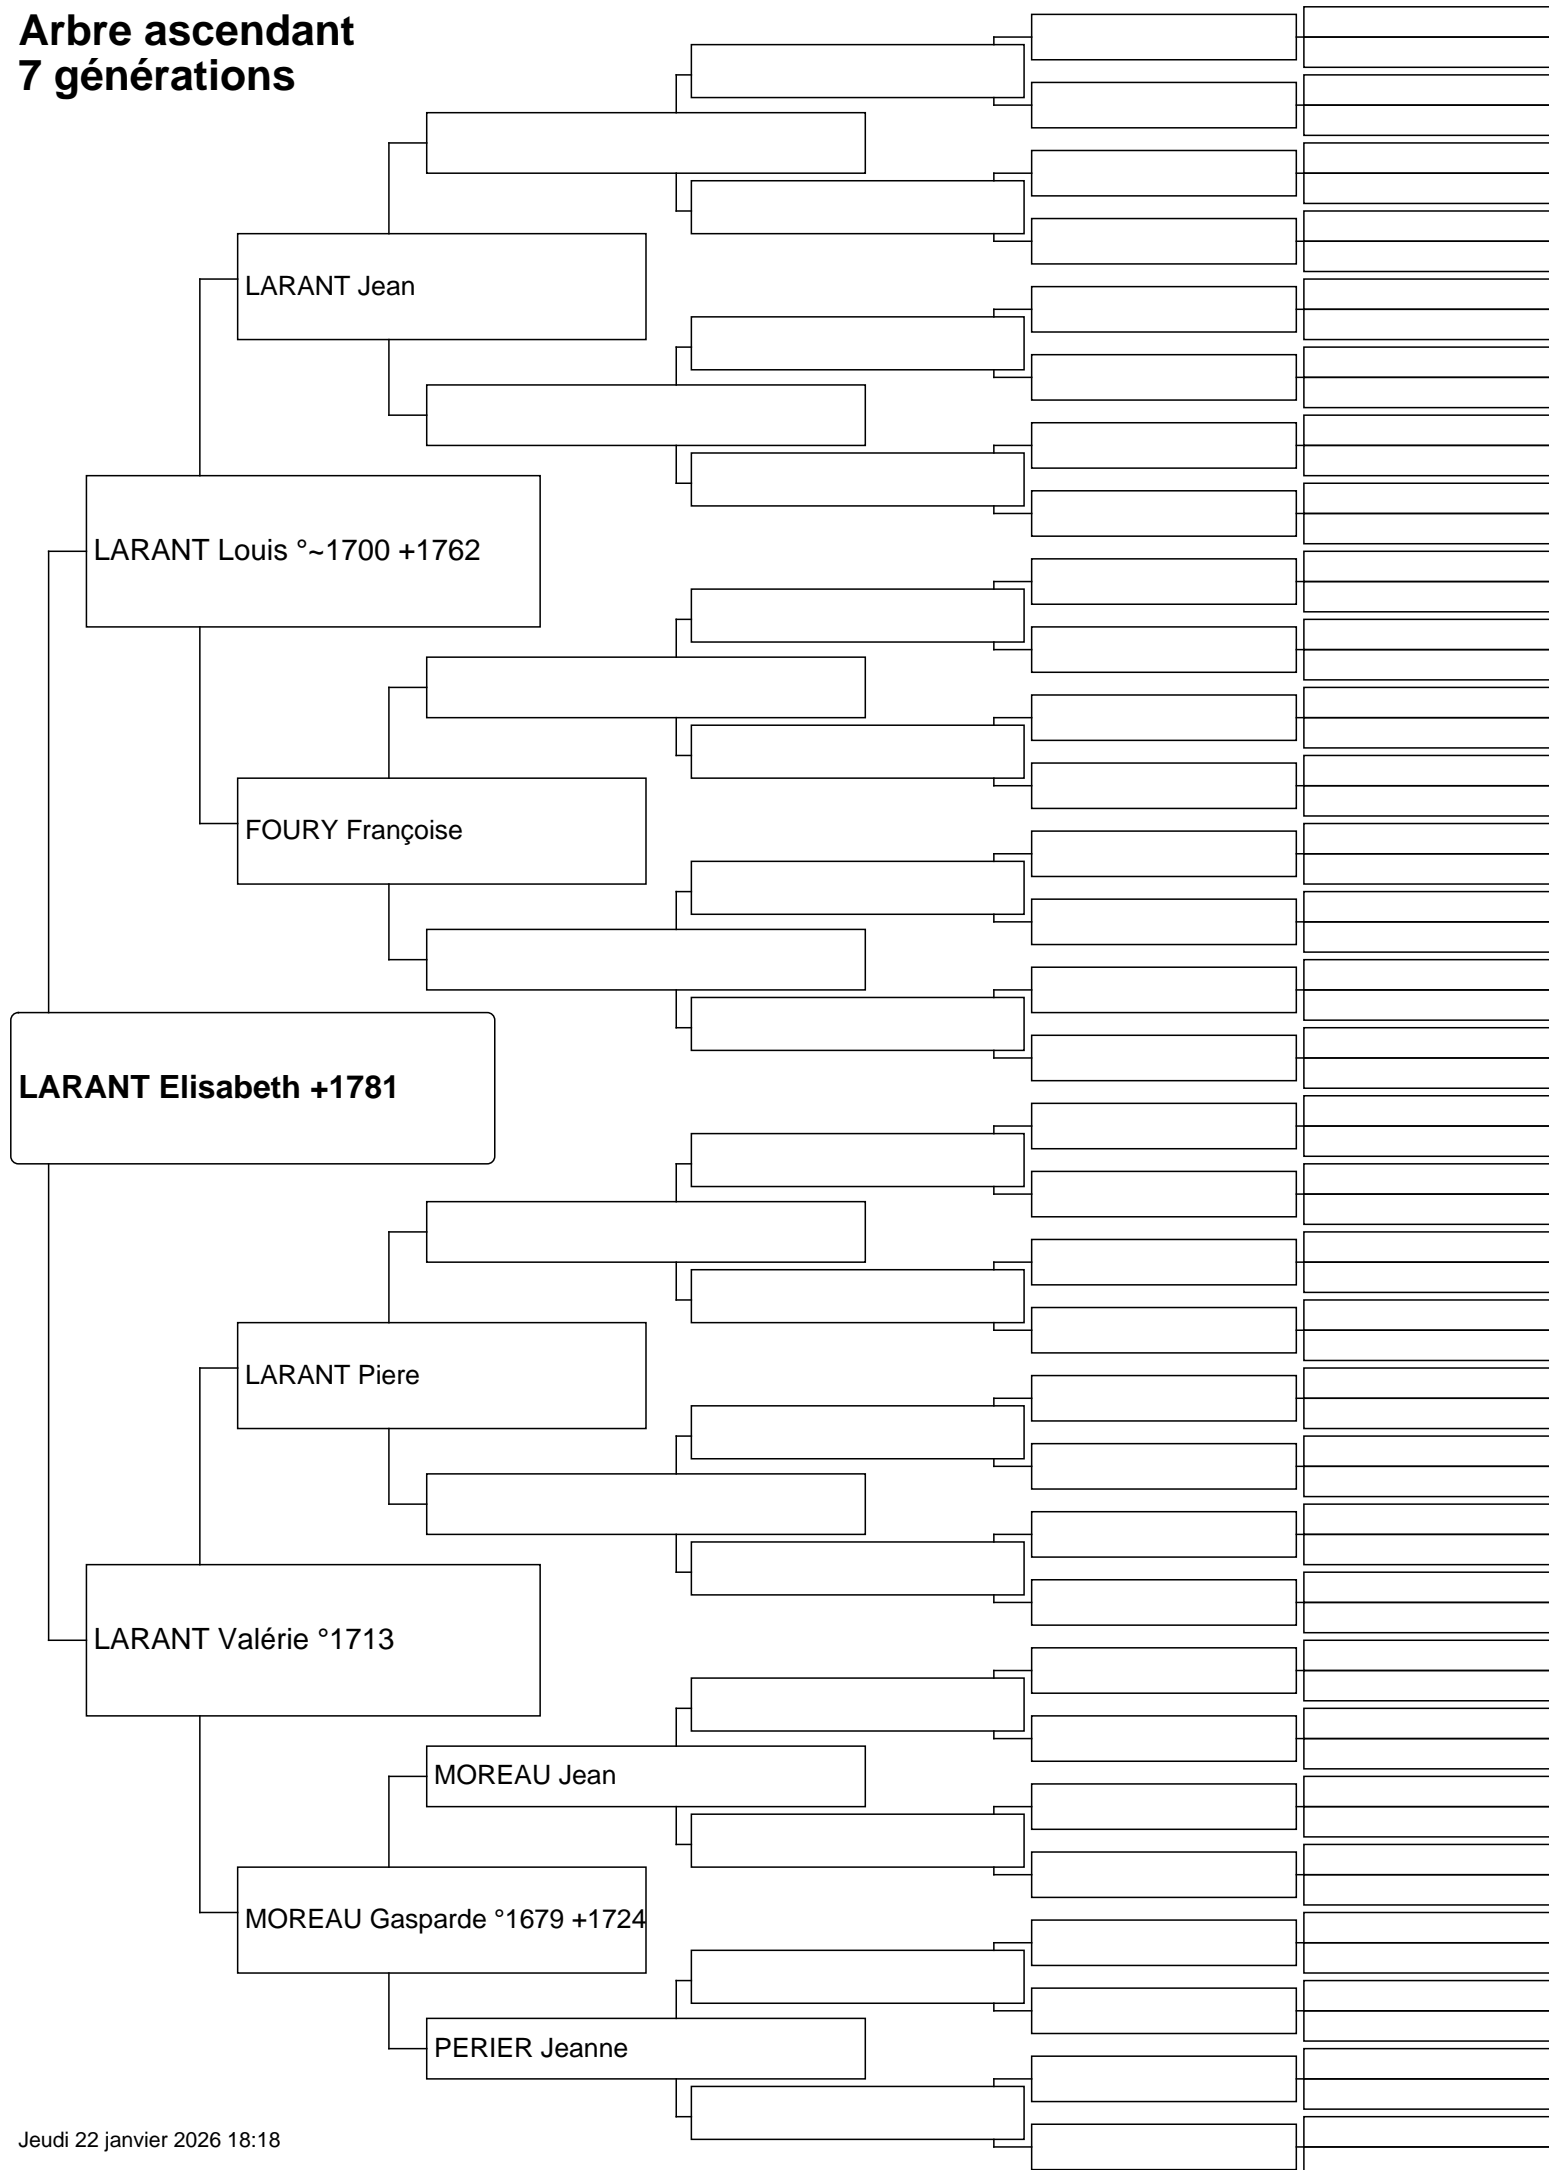 Arbre ascendant
7 générations
LARANT Jean
LARANT Louis °~1700 +1762
FOURY Françoise
LARANT Elisabeth +1781
LARANT Piere
LARANT Valérie °1713
MOREAU Jean
MOREAU Gasparde °1679 +1724
PERIER Jeanne
Jeudi 22 janvier 2026 18:18